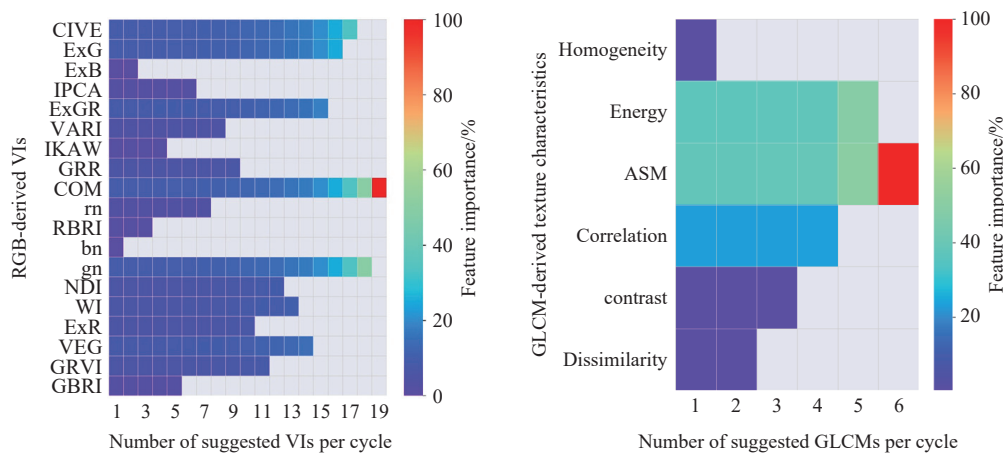 RGB-derived VIs
CIVE
ExG
ExB
IPCA
ExGR
VARI
IKAW
GRR
COM
rn
RBRI
bn
gn
NDI
WI
ExR
VEG
GRVI
GBRI
1 3 5 7 9 11 13 15 17 19
Number of suggested VIs per cycle
100
80
60
40
20
0
Feature importance/%
GLCM-derived texture characteristics
Homogeneity
Energy
ASM
Correlation
contrast
Dissimilarity
1 2 3 4 5 6
Number of suggested GLCMs per cycle
100
80
60
40
20
Feature importance/%